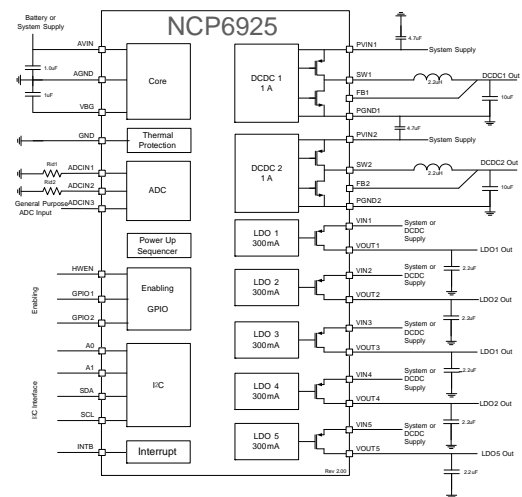 NCP6925
Battery or
System Supply
AVIN
1.0uF
AGND
1uF
VBG
Core
GND
Thermal
Protection
Rid1
ADCIN1
Rid2
ADCIN2
General Purpose
ADC Input
ADCIN3
ADC
Power Up
Sequencer
Enabling
HWEN
GPIO1
GPIO2
Enabling
GPIO
I²C Interface
A0
A1
SDA
SCL
I²C
INTB
Interrupt
DCDC 1
1 A
PVIN1
4.7uF
System Supply
SW1
2.2uH
DCDC1 Out
FB1
10uF
PGND1
DCDC 2
1 A
PVIN2
4.7uF
System Supply
SW2
2.2uH
DCDC2 Out
FB2
10uF
PGND2
LDO 1
300mA
VIN1
System or
DCDC
Supply
VOUT1
LDO1 Out
2.2uF
LDO 2
300mA
VIN2
System or
DCDC
Supply
VOUT2
LDO2 Out
2.2uF
LDO 3
300mA
VIN3
System or
DCDC
Supply
VOUT3
LDO1 Out
2.2uF
LDO 4
300mA
VIN4
System or
DCDC
Supply
VOUT4
LDO2 Out
2.2uF
LDO 5
300mA
VIN5
System or
DCDC
Supply
VOUT5
LDO5 Out
2.2uF
Rev 2.00